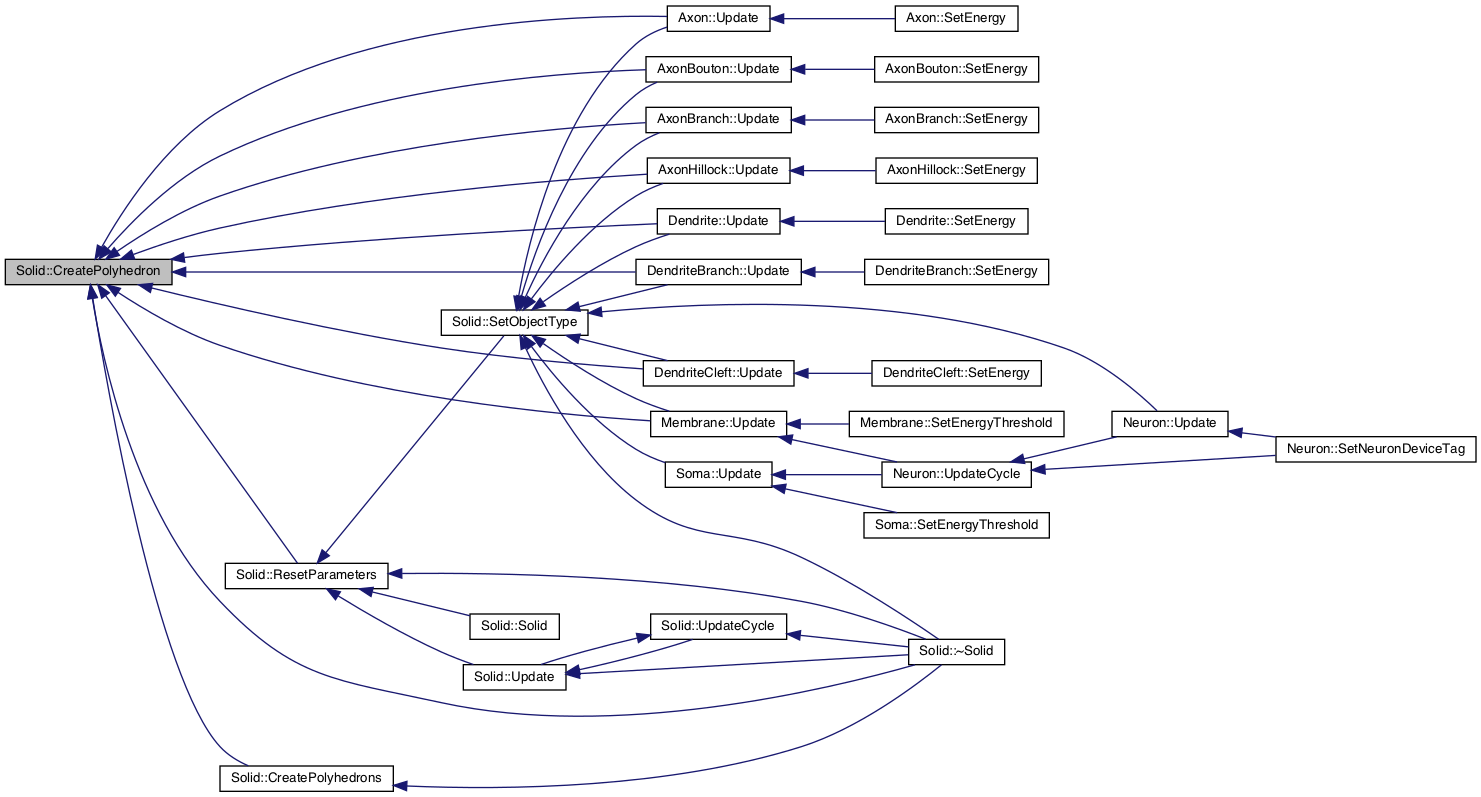 Axon::Update
Axon::SetEnergy
AxonBouton::Update
AxonBouton::SetEnergy
AxonBranch::Update
AxonBranch::SetEnergy
AxonHillock::Update
AxonHillock::SetEnergy
Dendrite::Update
Dendrite::SetEnergy
Solid::CreatePolyhedron
DendriteBranch::Update
DendriteBranch::SetEnergy
Solid::SetObjectType
DendriteCleft::Update
DendriteCleft::SetEnergy
Membrane::Update
Membrane::SetEnergyThreshold
Neuron::Update
Neuron::SetNeuronDeviceTag
Soma::Update
Neuron::UpdateCycle
Soma::SetEnergyThreshold
Solid::ResetParameters
Solid::Solid
Solid::UpdateCycle
Solid::~Solid
Solid::Update
Solid::CreatePolyhedrons